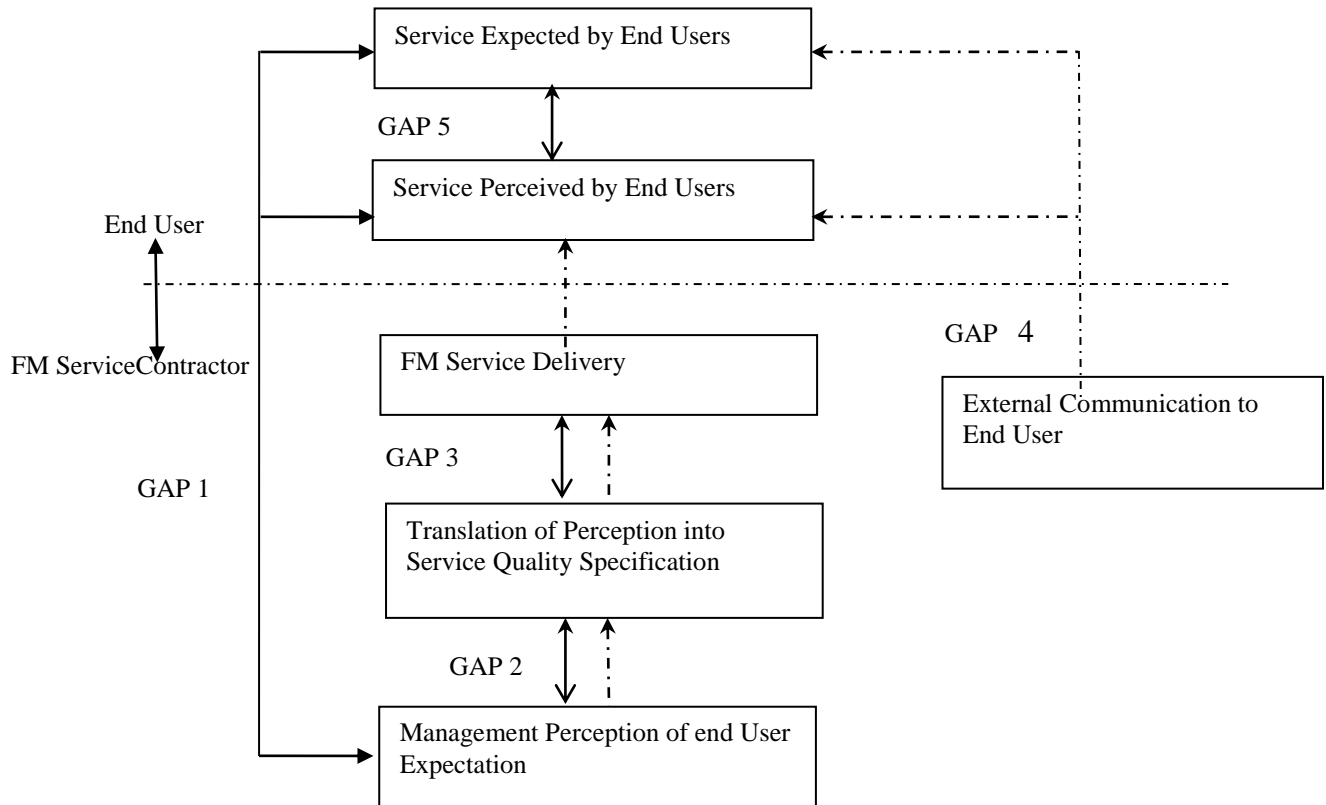 Service Expected by End Users
GAP 5
Service Perceived by End Users
End User
FM ServiceContractor
GAP 4
FM Service Delivery
External Communication to
End User
GAP 3
GAP 1
Translation of Perception into
Service Quality Specification
GAP 2
Management Perception of end User
Expectation